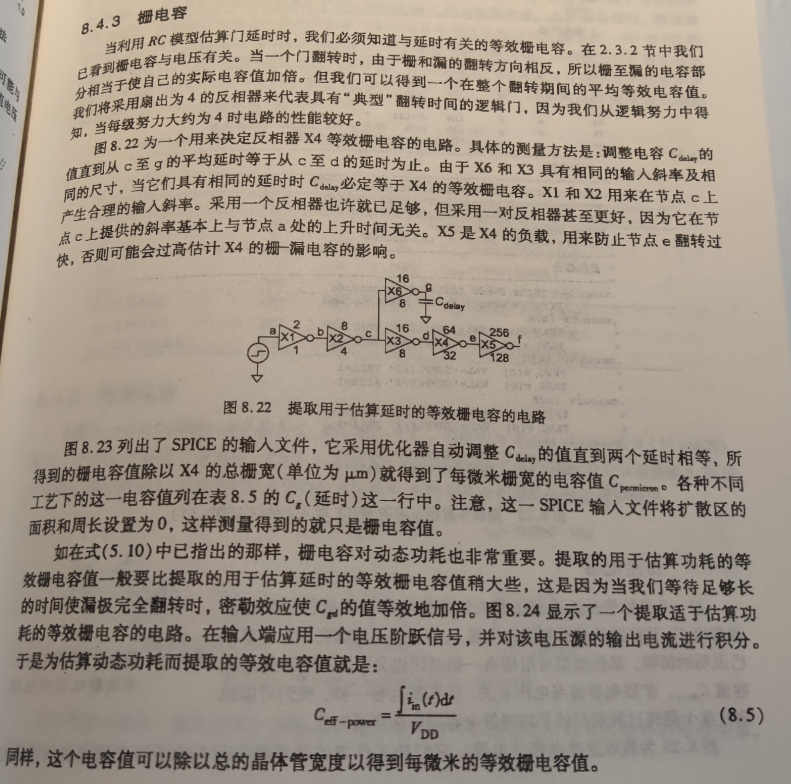 8.4.3 栅电容
当利用 RC 模型估算门延时时，我们必须知道与延时有关的等效栅电容。在 2.3.2 节中我们
已看到栅电容与电压有关。当一个门翻转时，由于栅和漏的翻转方向相反，所以栅至漏的电容部
分相当于使自己的实际电容值加倍。但我们可以得到一个在整个翻转期间的平均等效电容值。
我们将采用扇出为 4 的反相器来代表具有“典型”翻转时间的逻辑门，因为我们从逻辑努力中得
知，当每级努力大约为 4 时电路的性能较好。
图 8.22 为一个用来决定反相器 X4 等效栅电容的电路。具体的测量方法是：调整电容 Cdelay 的
值直到从 c 至 g 的平均延时等于从 c 至 d 的延时为止。由于 X6 和 X3 具有相同的输入斜率及相
同的尺寸，当它们具有相同的延时时 Cdelay 必定等于 X4 的等效栅电容。X1 和 X2 用来在节点 c 上
产生合理的输入斜率。采用一个反相器也许就已足够，但采用一对反相器甚至更好，因为它在节
点 c 上提供的斜率基本上与节点 a 处的上升时间无关。X5 是 X4 的负载，用来防止节点 e 翻转过
快，否则可能会过高估计 X4 的栅-漏电容的影响。
16
X6 g
8 Cdelay
2 8 16 64 256
a X1 b X2 c X3 d X4 e X5 f
1 4 8 32 128
图 8.22 提取用于估算延时的等效栅电容的电路
图 8.23 列出了 SPICE 的输入文件，它采用优化器自动调整 Cdelay 的值直到两个延时相等，所
得到的栅电容值除以 X4 的总栅宽(单位为 μm)就得到了每微米栅宽的电容值 Cpermicron。各种不同
工艺下的这一电容值列在表 8.5 的 Cg(延时)这一行中。注意，这一 SPICE 输入文件将扩散区的
面积和周长设置为 0，这样测量得到的就只是栅电容值。
如在式(5.10)中已指出的那样，栅电容对动态功耗也非常重要。提取的用于估算功耗的等
效栅电容值一般要比提取的用于估算延时的等效栅电容值稍大些，这是因为当我们等待足够长
的时间使漏极完全翻转时，密勒效应使 Cgd 的值等效地加倍。图 8.24 显示了一个提取适于估算功
耗的等效栅电容的电路。在输入端应用一个电压阶跃信号，并对该电压源的输出电流进行积分。
于是为估算动态功耗而提取的等效电容值就是：
Ceff-power = ∫iin(t)dt / VDD (8.5)
同样，这个电容值可以除以总的晶体管宽度以得到每微米的等效栅电容值。